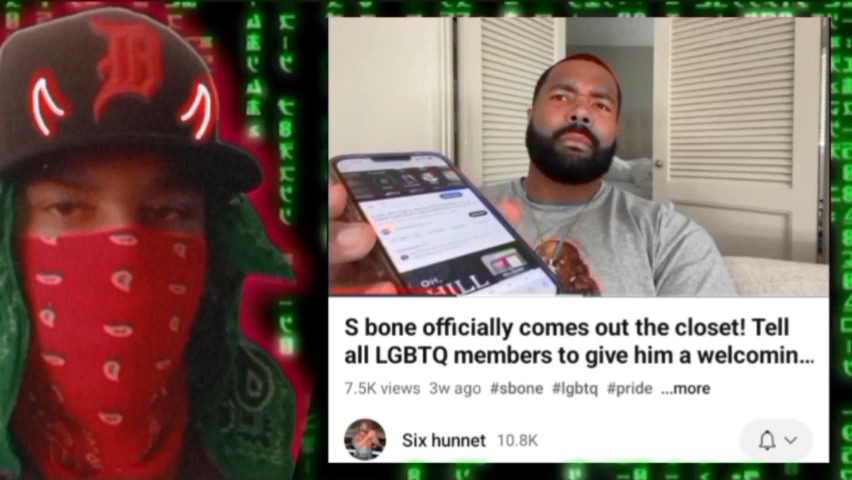 D
OH,
S bone officially comes out the closet! Tell
all LGBTQ members to give him a welcomin...
7.5K views 3w ago #sbone #lgbtq #pride ...more
Six hunnet 10.8K